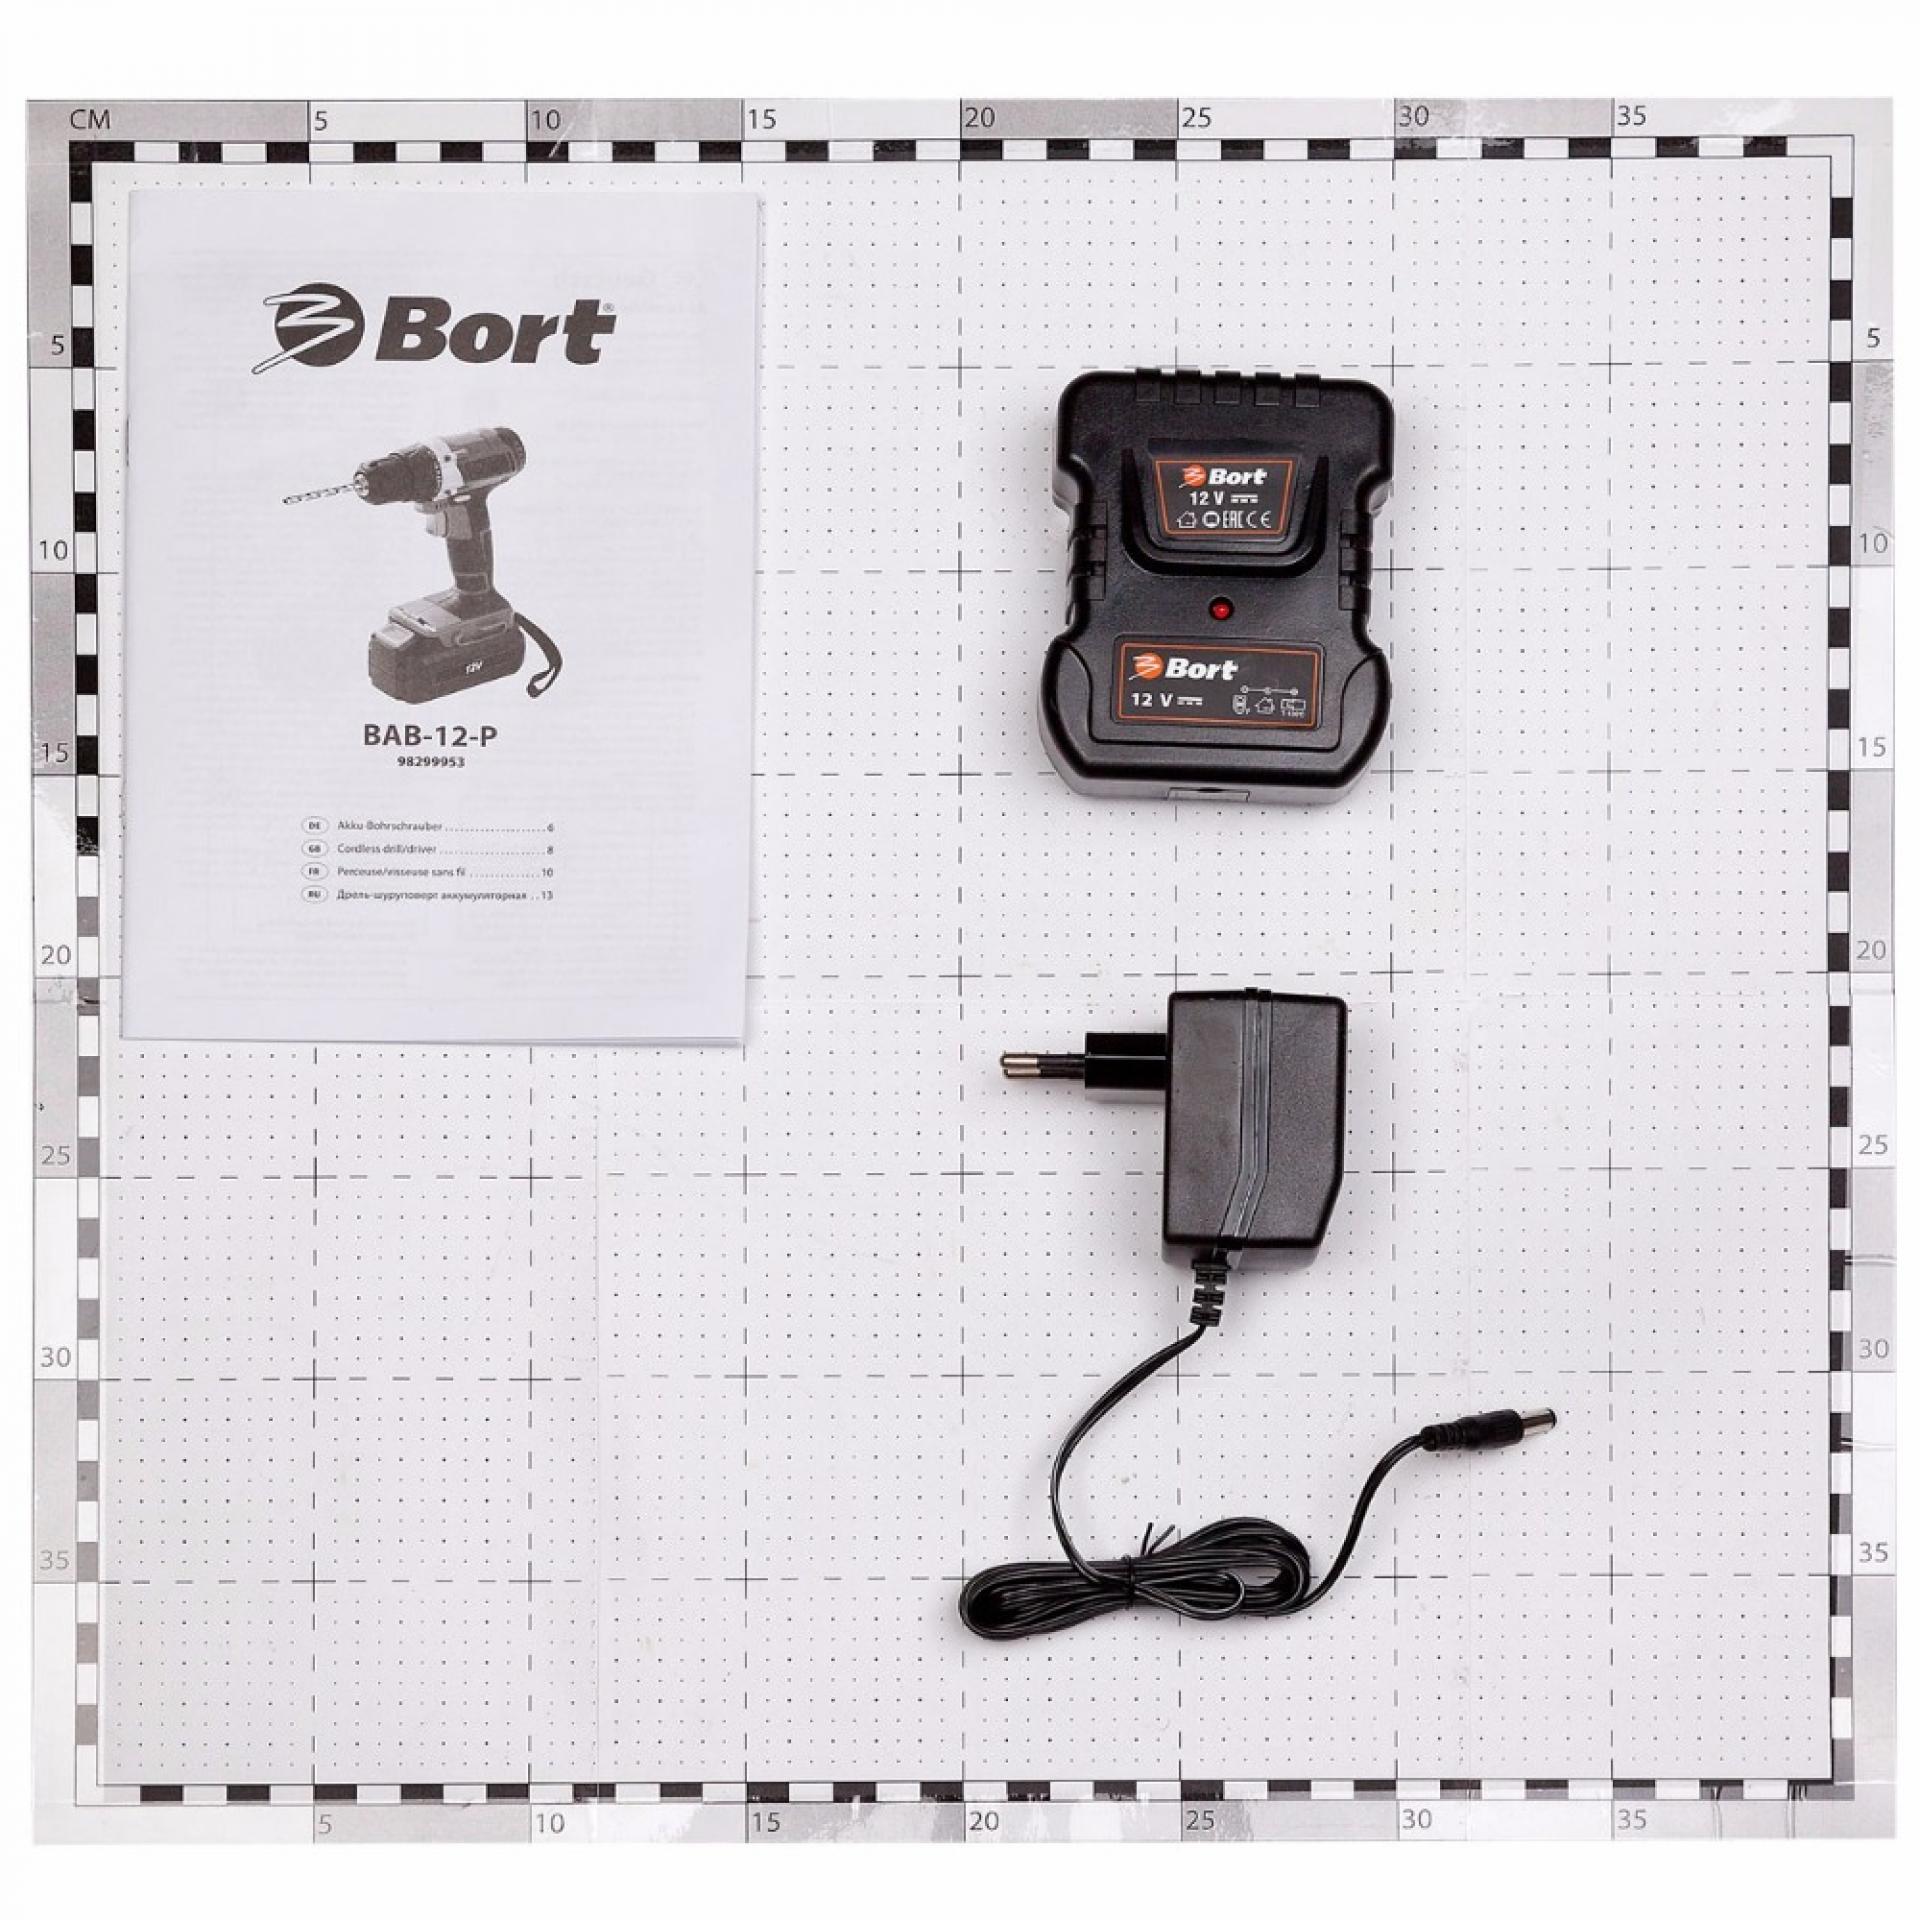 CM 5 10 15 20 25 30 35
Bort®
12V
BAB-12-P
98299953
DE Akku-Bohrschrauber 6
GB Cordless drill/driver 8
FR Perceuse/visseuse sans fil 10
RU Дрель-шуруповерт аккумуляторная 13
Bort
12 V
EAC CE
Bort
12 V
5
10
15
20
25
30
35
5
10
15
20
25
30
35
5 10 15 20 25 30 35